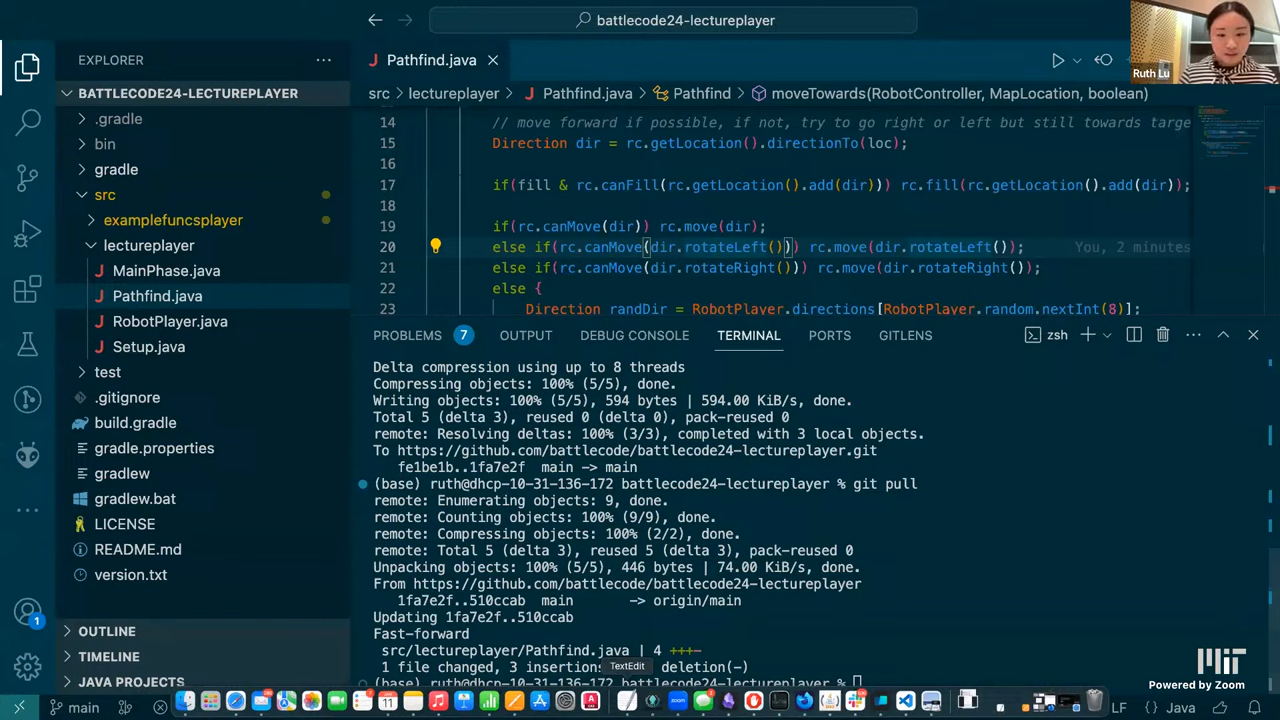 battlecode24-lectureplayer
Ruth Lu
EXPLORER
BATTLECODE24-LECTUREPLAYER
.gradle
bin
gradle
src
examplefuncsplayer
lectureplayer
MainPhase.java
Pathfind.java
RobotPlayer.java
Setup.java
test
.gitignore
build.gradle
gradle.properties
gradlew
gradlew.bat
LICENSE
README.md
version.txt
OUTLINE
TIMELINE
JAVA PROJECTS
J Pathfind.java
src > lectureplayer > J Pathfind.java > Pathfind > moveTowards(RobotController, MapLocation, boolean)
14 // move forward if possible, if not, try to go right or left but still towards targe
15 Direction dir = rc.getLocation().directionTo(loc);
16
17 if(fill & rc.canFill(rc.getLocation().add(dir))) rc.fill(rc.getLocation().add(dir));
18
19 if(rc.canMove(dir)) rc.move(dir);
20 else if(rc.canMove(dir.rotateLeft())) rc.move(dir.rotateLeft()); You, 2 minutes
21 else if(rc.canMove(dir.rotateRight())) rc.move(dir.rotateRight());
22 else {
23 Direction randDir = RobotPlayer.directions[RobotPlayer.random.nextInt(8)];
PROBLEMS 7 OUTPUT DEBUG CONSOLE TERMINAL PORTS GITLENS zsh
Delta compression using up to 8 threads
Compressing objects: 100% (5/5), done.
Writing objects: 100% (5/5), 594 bytes | 594.00 KiB/s, done.
Total 5 (delta 3), reused 0 (delta 0), pack-reused 0
remote: Resolving deltas: 100% (3/3), completed with 3 local objects.
To https://github.com/battlecode/battlecode24-lectureplayer.git
fe1be1b..1fa7e2f main -> main
(base) ruth@dhcp-10-31-136-172 battlecode24-lectureplayer % git pull
remote: Enumerating objects: 9, done.
remote: Counting objects: 100% (9/9), done.
remote: Compressing objects: 100% (2/2), done.
remote: Total 5 (delta 3), reused 5 (delta 3), pack-reused 0
Unpacking objects: 100% (5/5), 446 bytes | 74.00 KiB/s, done.
From https://github.com/battlecode/battlecode24-lectureplayer
1fa7e2f..510ccab main -> origin/main
Updating 1fa7e2f..510ccab
Fast-forward
src/lectureplayer/Pathfind.java | 4 +++-
1 file changed, 3 insertions deletion(-)
TextEdit
(base) ruth@dhcp-10-31-136-172 battlecode24-lectureplayer %
MIT
Powered by Zoom
main
LF
Java
1